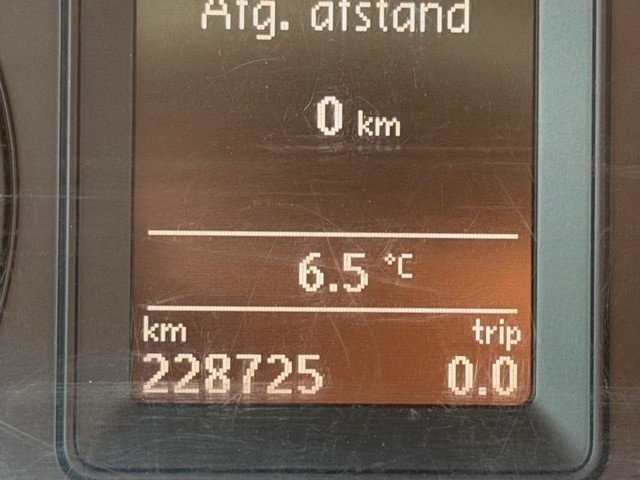 Afg. afstand
0 km
6.5 °C
km trip
228725 0.0